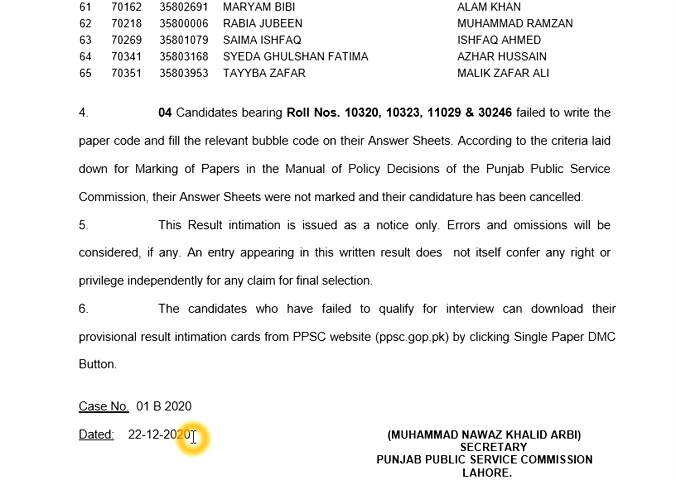 61 70162 35802691 MARYAM BIBI ALAM KHAN
62 70218 35800006 RABIA JUBEEN MUHAMMAD RAMZAN
63 70269 35801079 SAIMA ISHFAQ ISHFAQ AHMED
64 70341 35803168 SYEDA GHULSHAN FATIMA AZHAR HUSSAIN
65 70351 35803953 TAYYBA ZAFAR MALIK ZAFAR ALI
4. 04 Candidates bearing Roll Nos. 10320, 10323, 11029 & 30246 failed to write the
paper code and fill the relevant bubble code on their Answer Sheets. According to the criteria laid
down for Marking of Papers in the Manual of Policy Decisions of the Punjab Public Service
Commission, their Answer Sheets were not marked and their candidature has been cancelled.
5. This Result intimation is issued as a notice only. Errors and omissions will be
considered, if any. An entry appearing in this written result does not itself confer any right or
privilege independently for any claim for final selection.
6. The candidates who have failed to qualify for interview can download their
provisional result intimation cards from PPSC website (ppsc.gop.pk) by clicking Single Paper DMC
Button.
Case No. 01 B 2020
Dated: 22-12-2020
(MUHAMMAD NAWAZ KHALID ARBI)
SECRETARY
PUNJAB PUBLIC SERVICE COMMISSION
LAHORE.